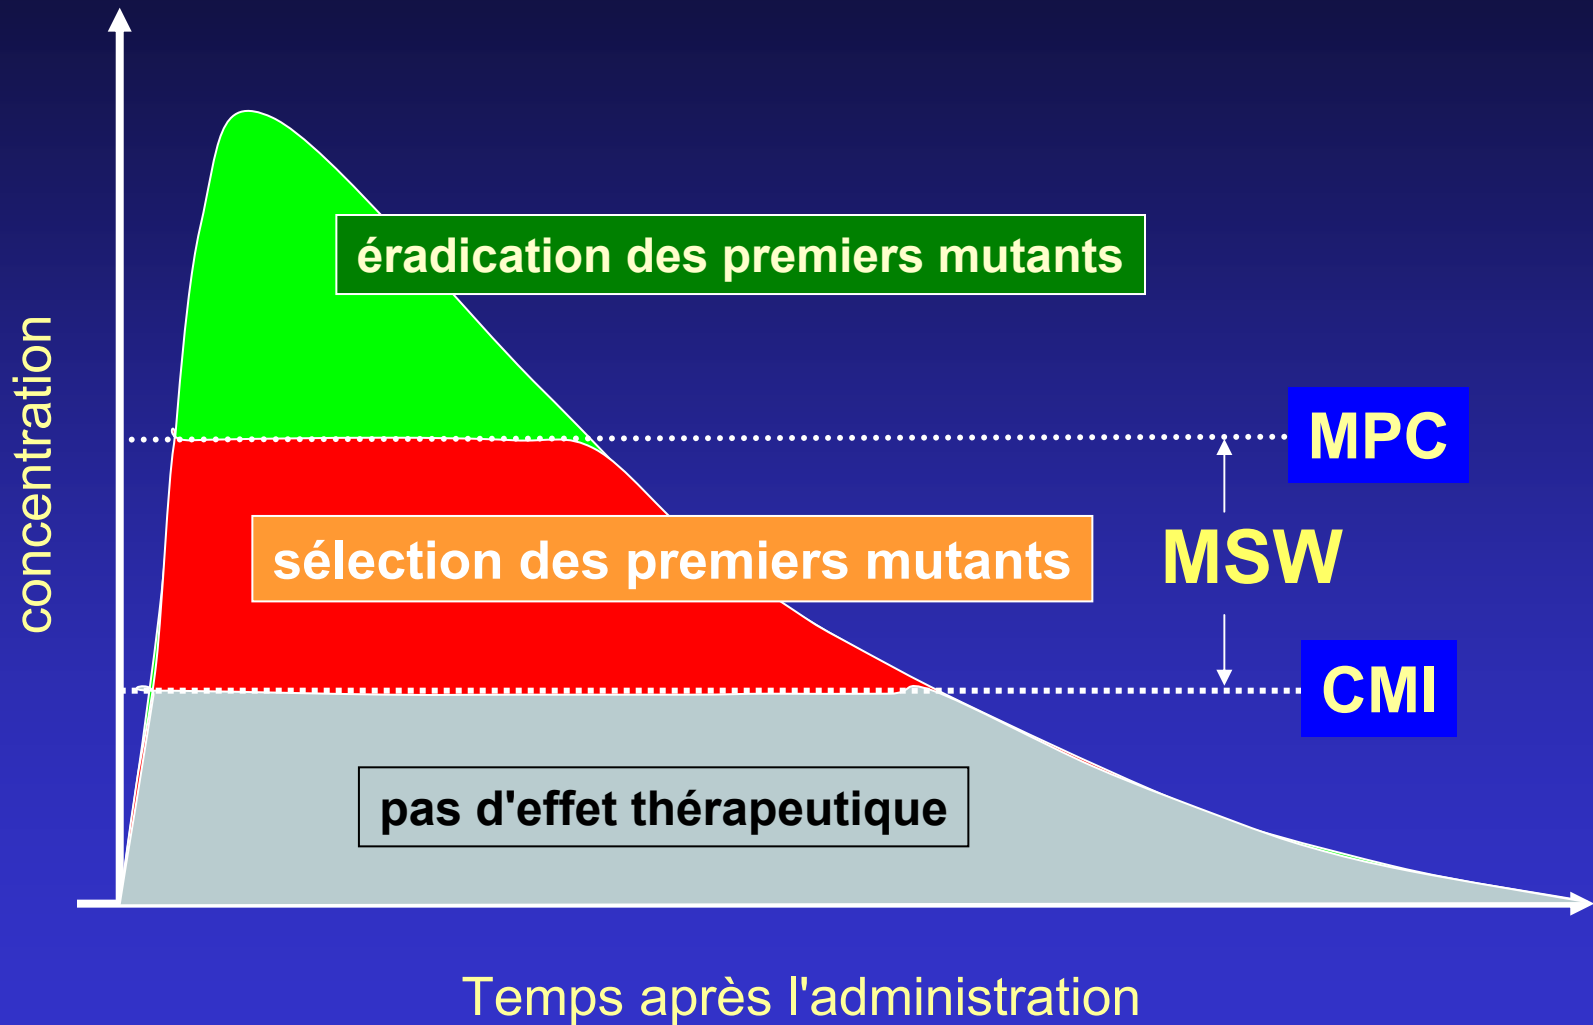 éradication des premiers mutants
concentration
MPC
sélection des premiers mutants
MSW
CMI
pas d'effet thérapeutique
Temps après l'administration